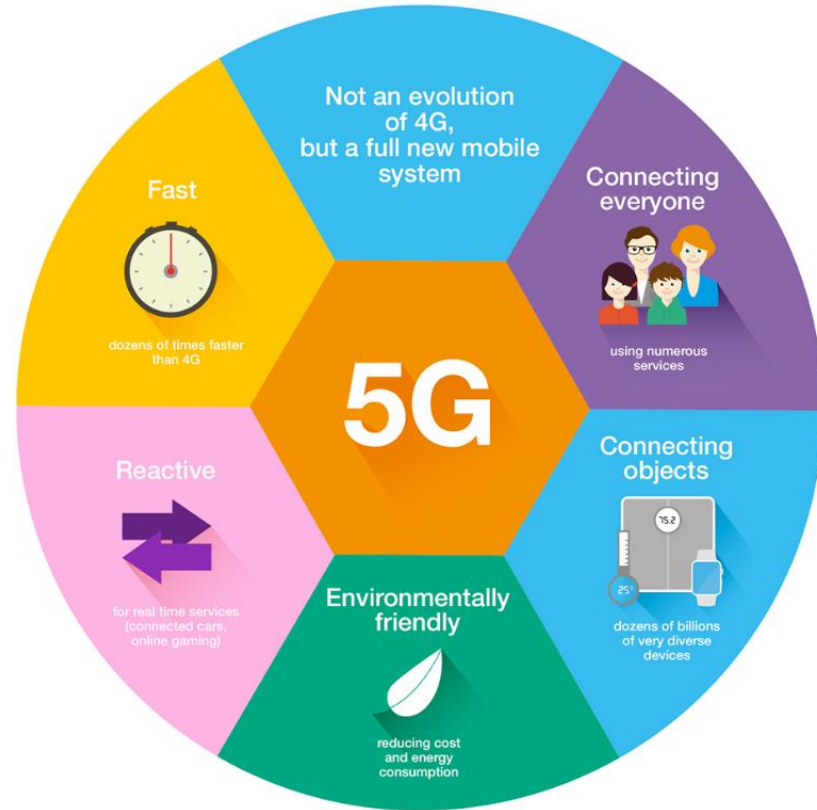 Not an evolution
of 4G,
but a full new mobile
system
Connecting
everyone
using numerous
services
Connecting
objects
75.2
25°
dozens of billions
of very diverse
devices
Environmentally
friendly
reducing cost
and energy
consumption
Reactive
for real time services
(connected cars,
online gaming)
Fast
dozens of times faster
than 4G
5G